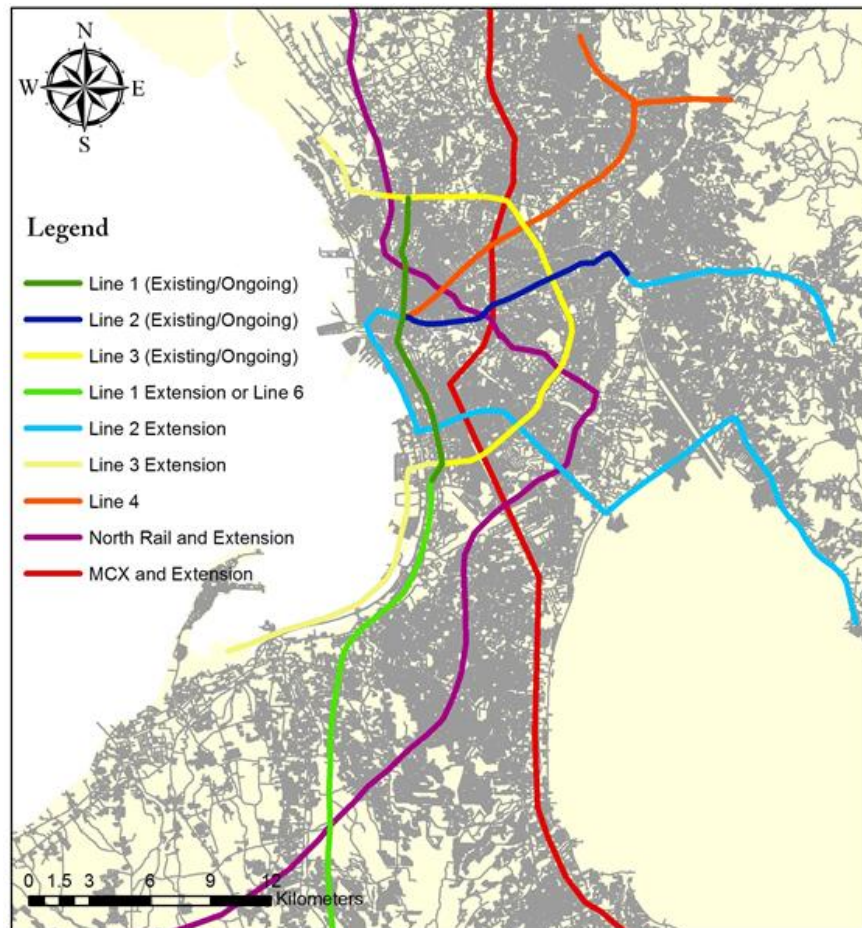 N
W E
S
Legend
Line 1 (Existing/Ongoing)
Line 2 (Existing/Ongoing)
Line 3 (Existing/Ongoing)
Line 1 Extension or Line 6
Line 2 Extension
Line 3 Extension
Line 4
North Rail and Extension
MCX and Extension
0 1.5 3 6 9 12
Kilometers